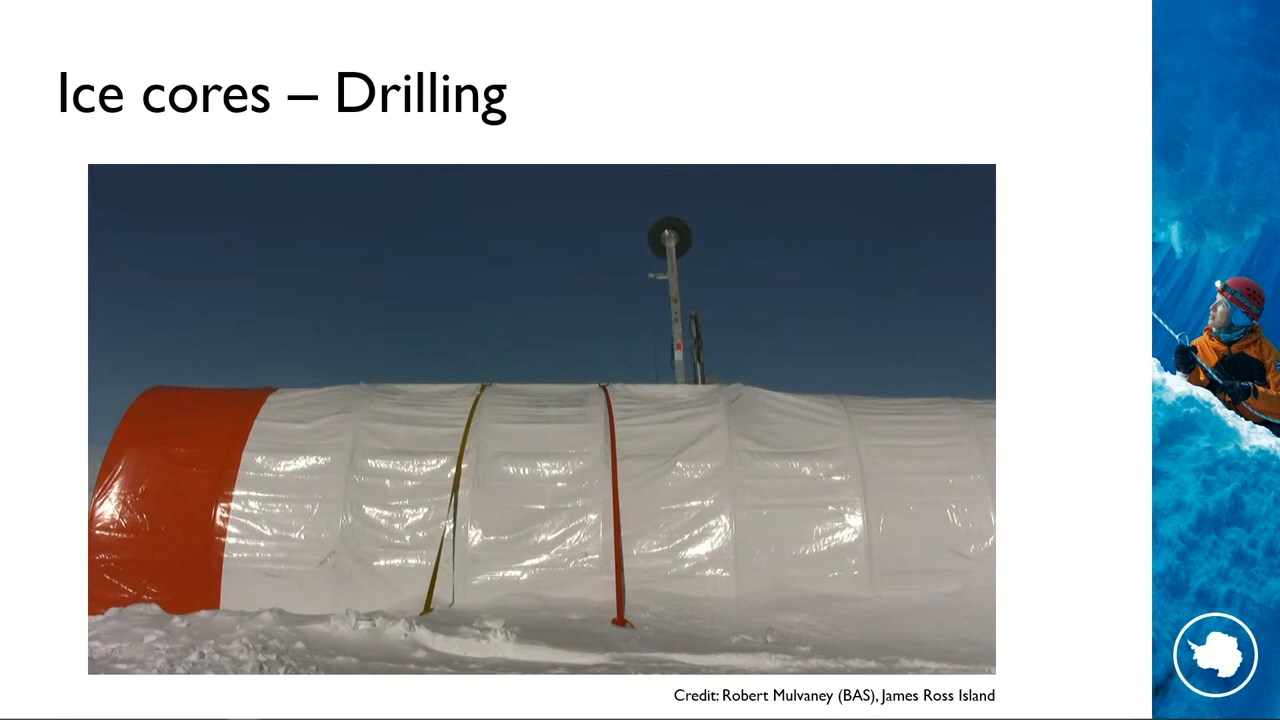 Ice cores – Drilling
Credit: Robert Mulvaney (BAS), James Ross Island